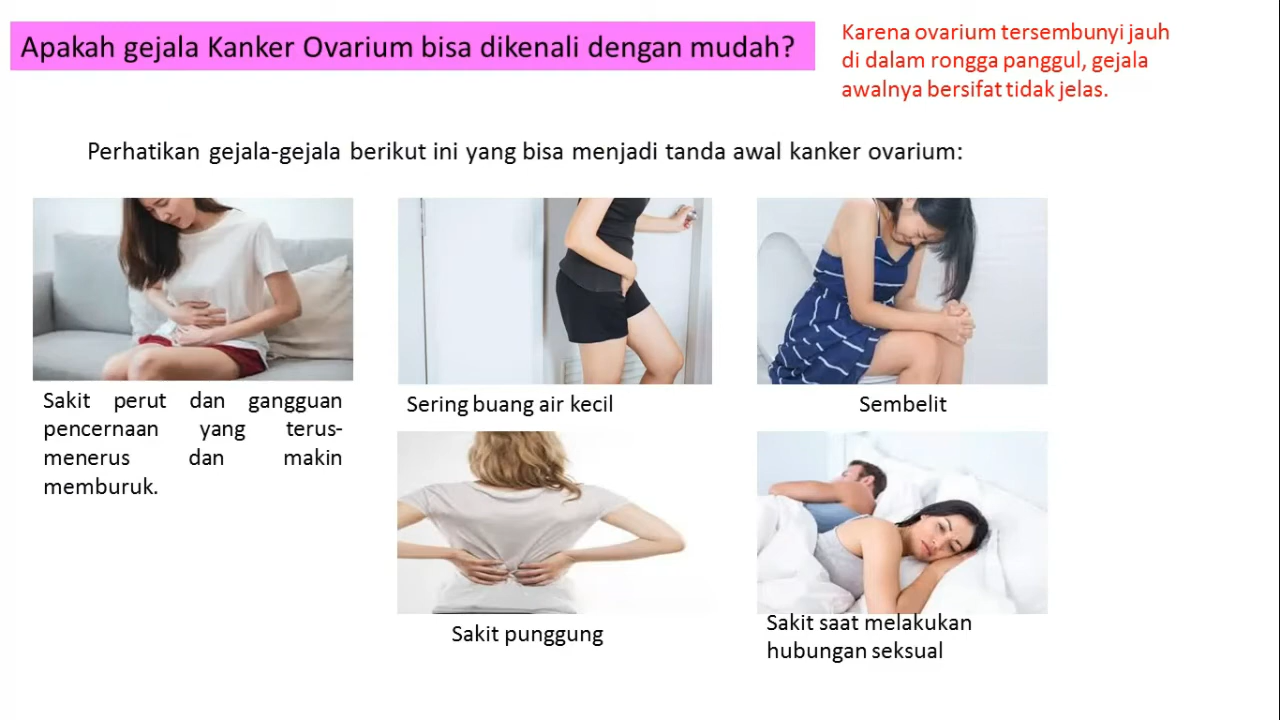 Apakah gejala Kanker Ovarium bisa dikenali dengan mudah?
Karena ovarium tersembunyi jauh
di dalam rongga panggul, gejala
awalnya bersifat tidak jelas.
Perhatikan gejala-gejala berikut ini yang bisa menjadi tanda awal kanker ovarium:
Sakit perut dan gangguan
pencernaan yang terus-
menerus dan makin
memburuk.
Sering buang air kecil
Sembelit
Sakit punggung
Sakit saat melakukan
hubungan seksual